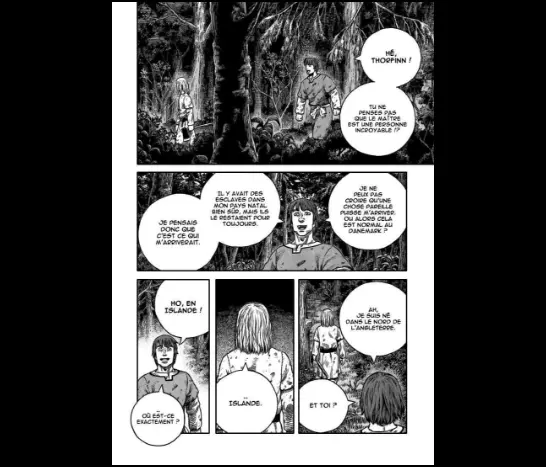 HÉ,
THORFINN !
TU NE
PENSES PAS
QUE LE MAÎTRE
EST UNE PERSONNE
INCROYABLE !?
JE NE
PEUX PAS
CROIRE QU'UNE
CHOSE PAREILLE
PUISSE M'ARRIVER.
OU ALORS CELA
EST NORMAL AU
DANEMARK ?
IL Y AVAIT DES
ESCLAVES DANS
MON PAYS NATAL
BIEN SÛR, MAIS ILS
LE RESTAIENT POUR
TOUJOURS.
JE PENSAIS
DONC QUE
C'EST CE QUI
M'ARRIVERAIT.
AH,
JE SUIS NÉ
DANS LE NORD DE
L'ANGLETERRE.
ET TOI ?
...
ISLANDE.
HO, EN
ISLANDE !
...
OÙ EST-CE
EXACTEMENT ?